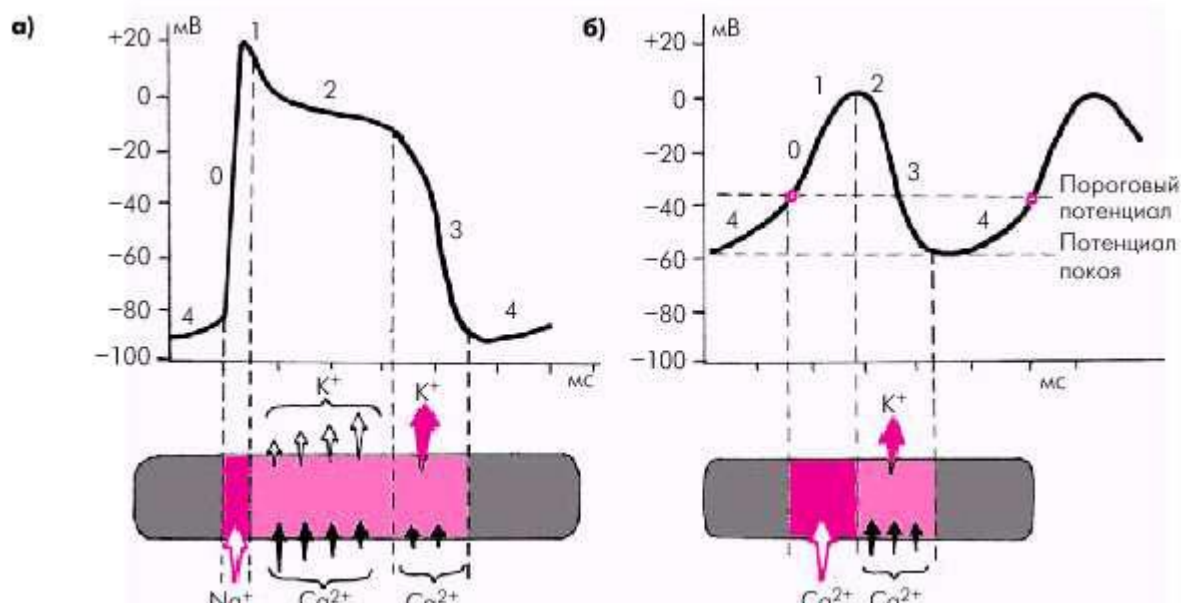 а)
мВ
+20
0
−20
−40
−60
−80
−100
1
2
0
3
4
4
мс
K⁺
K⁺
Na⁺
Ca²⁺
Ca²⁺
б)
мВ
+20
0
−20
−40
−60
−80
−100
1
2
0
3
4
4
Пороговый
потенциал
Потенциал
покоя
мс
K⁺
Ca²⁺
Ca²⁺